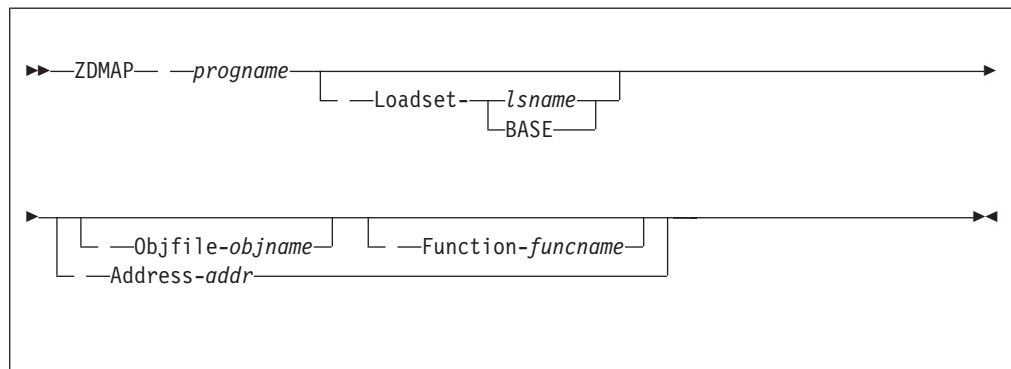 ZDMAP progname
Loadset-lsname
BASE
Objfile-objname Function-funcname
Address-addr